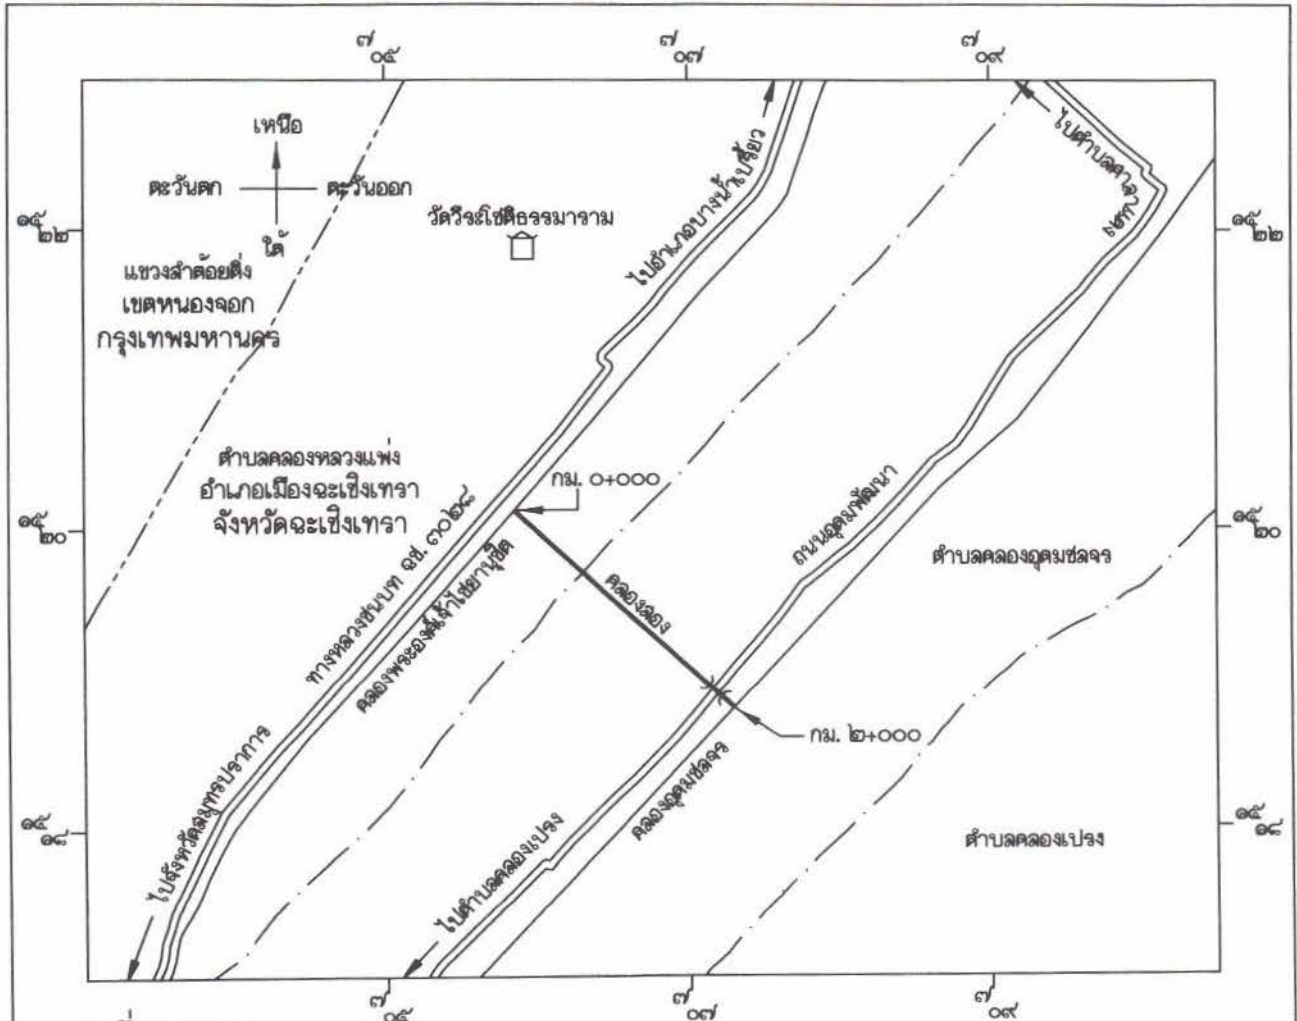 ๗ ๐๕
๗ ๐๗
๗ ๐๙
เหนือ
ตะวันตก ตะวันออก
ใต้
๑๕ ๒๒
๑๕ ๒๒
วัดวีระโชติธรรมาราม
ไปอำเภอบางน้ำเปรี้ยว
แขวงลำต้อยติ่ง
เขตหนองจอก
กรุงเทพมหานคร
ตำบลคลองหลวงแพ่ง
อำเภอเมืองฉะเชิงเทรา
จังหวัดฉะเชิงเทรา
กม. ๐+๐๐๐
๑๕ ๒๐
๑๕ ๒๐
ทางหลวงชนบท ฉช. ๓๐๒๘
คลองพระองค์เจ้าไชยานุชิต
คลองลอง
ถนนอุดมพัฒนา
ตำบลคลองอุดมชลจร
กม. ๒+๐๐๐
ไปจังหวัดสมุทรปราการ
คลองอุดมชลจร
ไปตำบลคลองเปรง
ตำบลคลองเปรง
๑๕ ๑๘
๑๕ ๑๘
๗ ๐๕
๗ ๐๗
๗ ๐๙